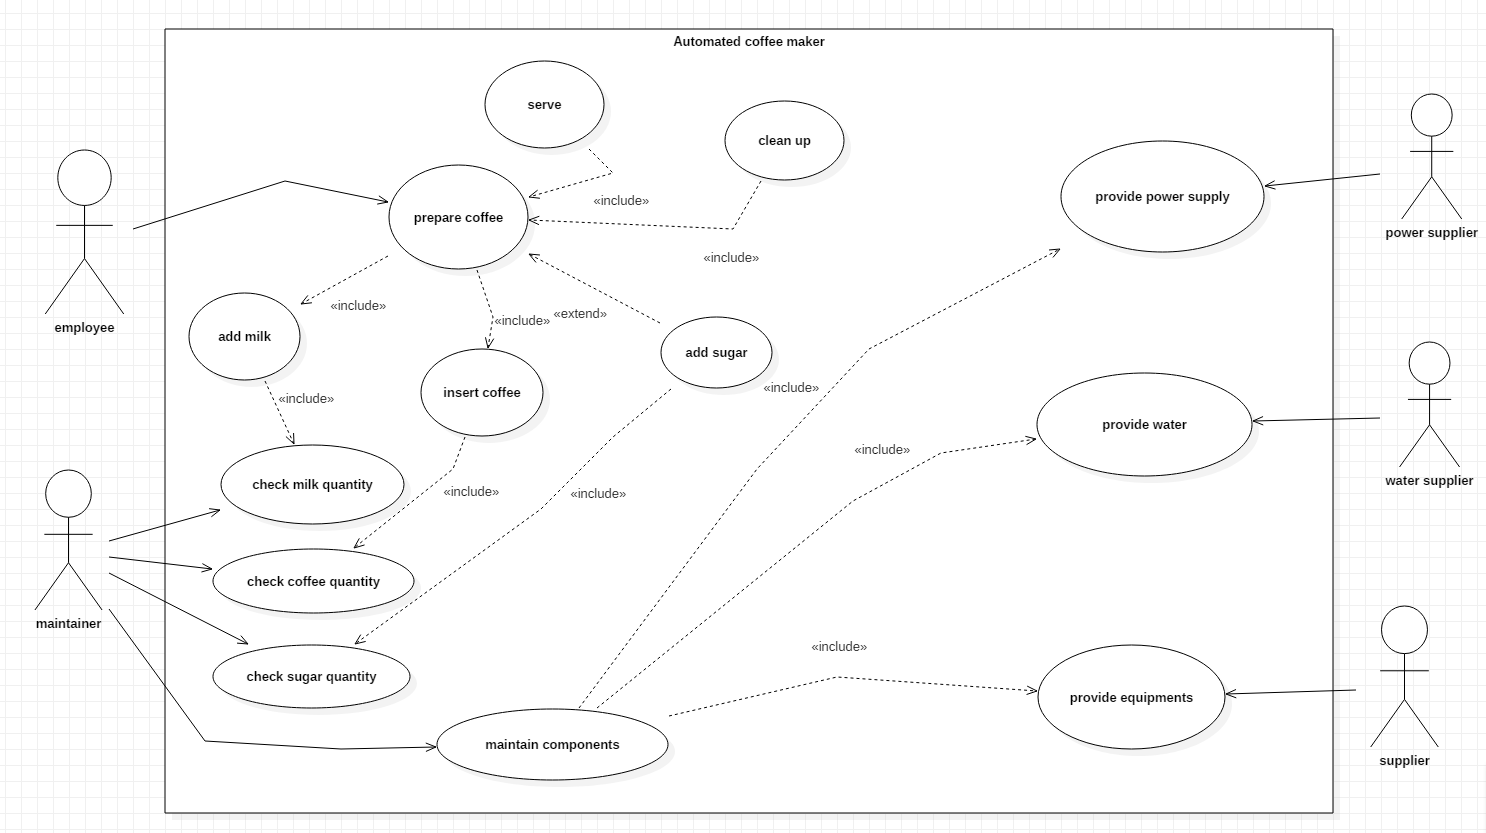 Automated coffee maker
serve
clean up
provide power supply
«include»
prepare coffee
power supplier
«include»
«include»
«include»
«extend»
employee
add milk
add sugar
«include»
insert coffee
«include»
provide water
«include»
check milk quantity
water supplier
«include»
«include»
check coffee quantity
maintainer
«include»
check sugar quantity
provide equipments
maintain components
supplier